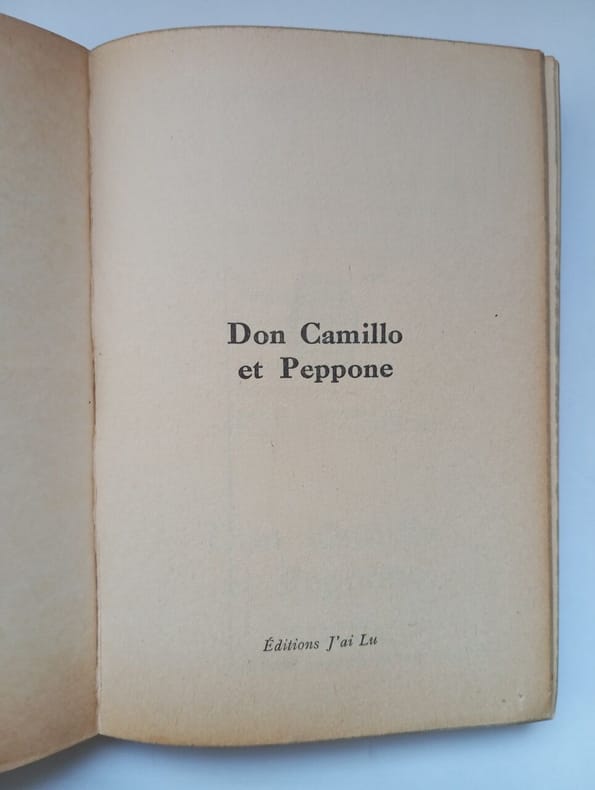 Don Camillo
et Peppone
Éditions J'ai Lu